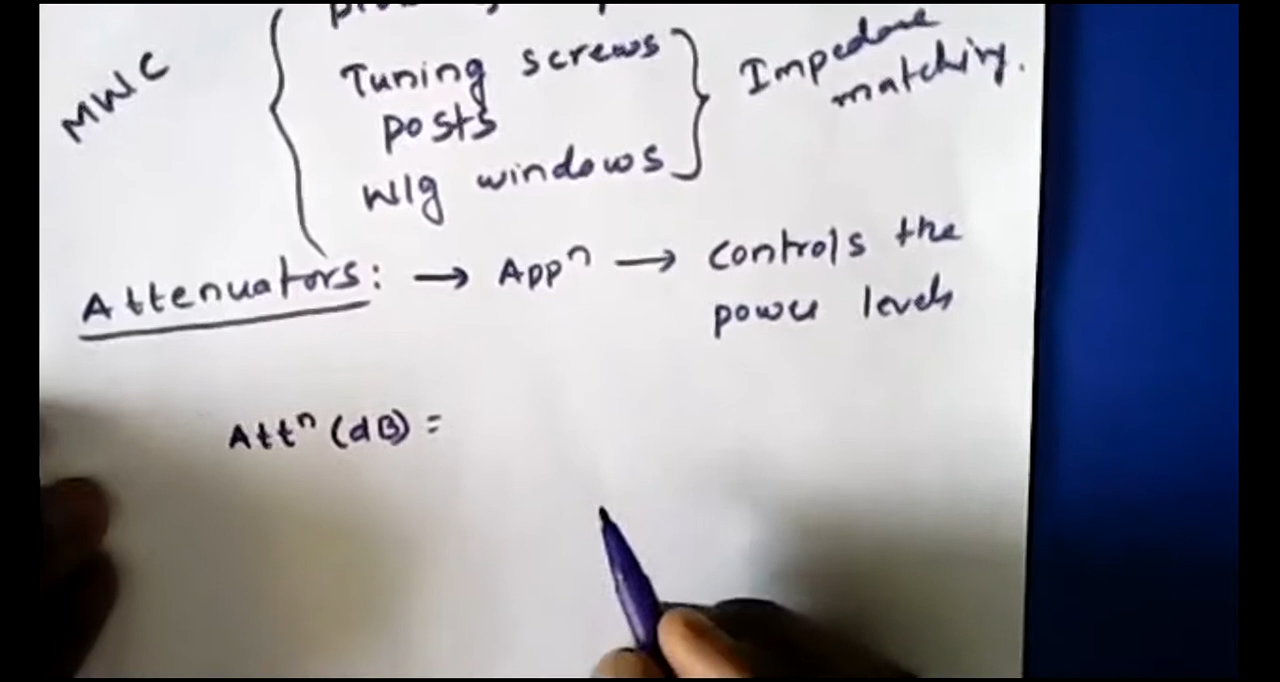 MWC
Tuning screws
posts
W/g windows
Impedance
matching.
Attenuators: → Appⁿ → controls the
power levels
Attⁿ (dB) =